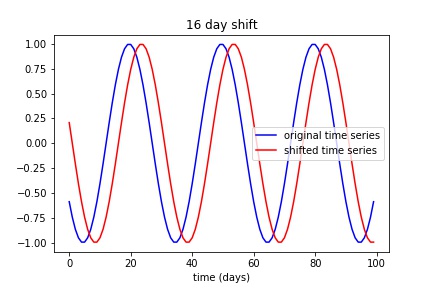 16 day shift
1.00
0.75
0.50
0.25
0.00
−0.25
−0.50
−0.75
−1.00
original time series
shifted time series
0 20 40 60 80 100
time (days)